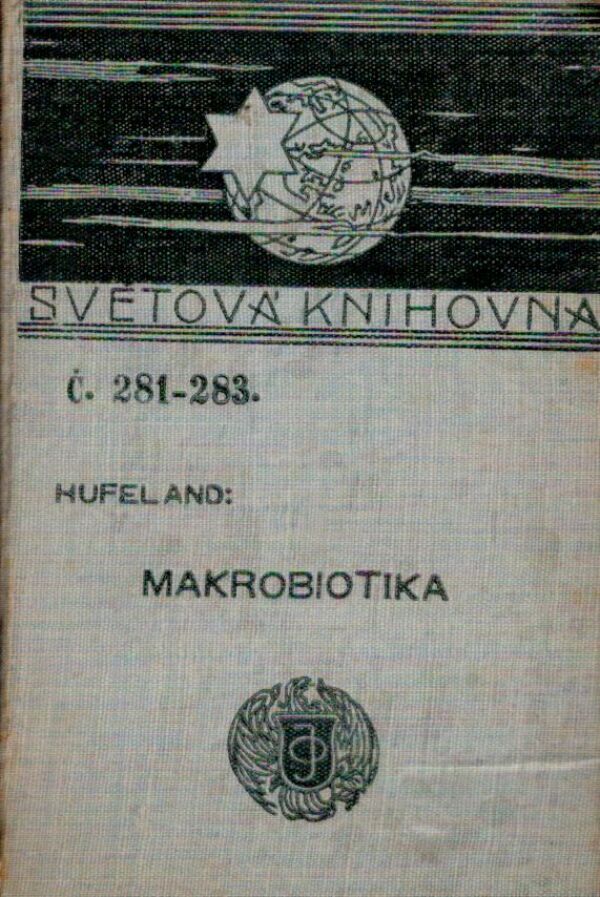 SVĚTOVÁ KNIHOVNA
Č. 281-283.
HUFELAND:
MAKROBIOTIKA